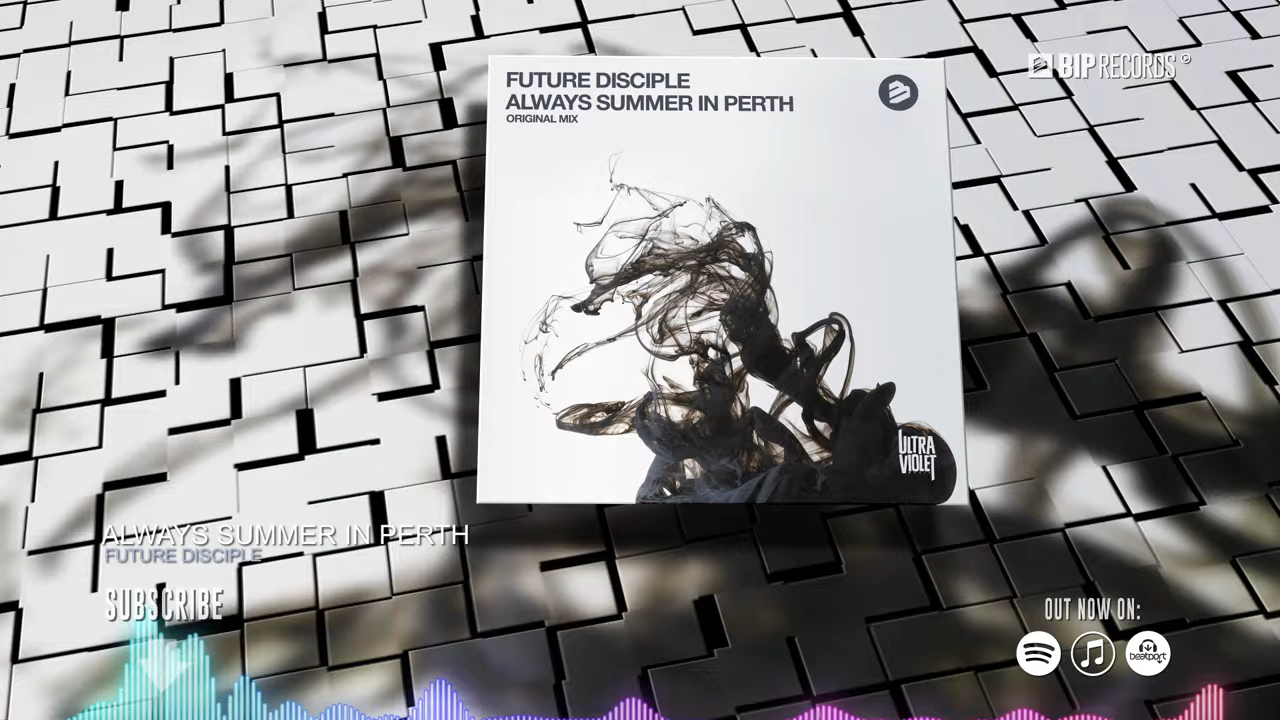 FUTURE DISCIPLE
ALWAYS SUMMER IN PERTH
ORIGINAL MIX
BIP RECORDS
ULTRA
VIOLET
ALWAYS SUMMER IN PERTH
FUTURE DISCIPLE
SUBSCRIBE
OUT NOW ON:
beatport